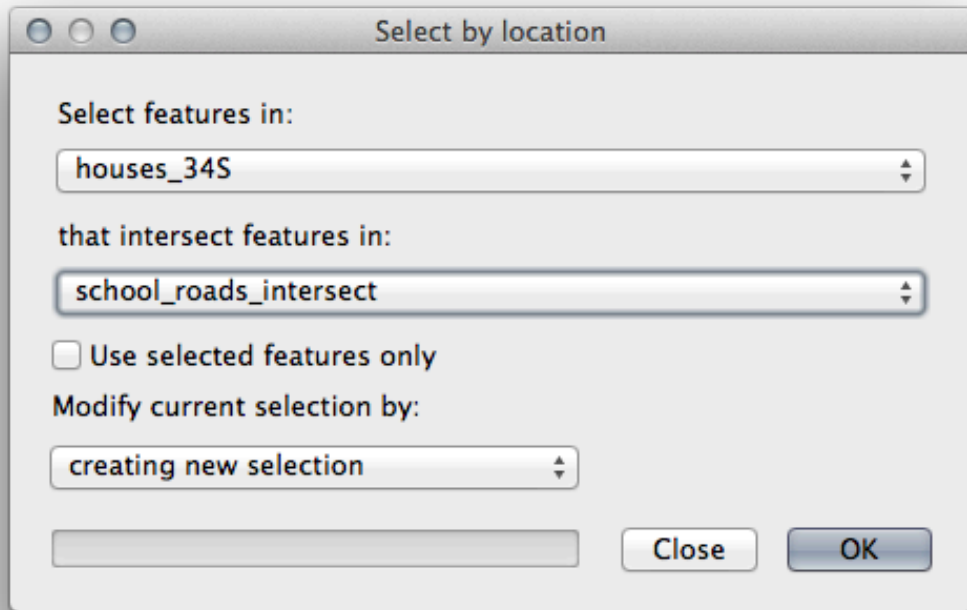 Select by location
Select features in:
houses_34S
that intersect features in:
school_roads_intersect
Use selected features only
Modify current selection by:
creating new selection
Close OK